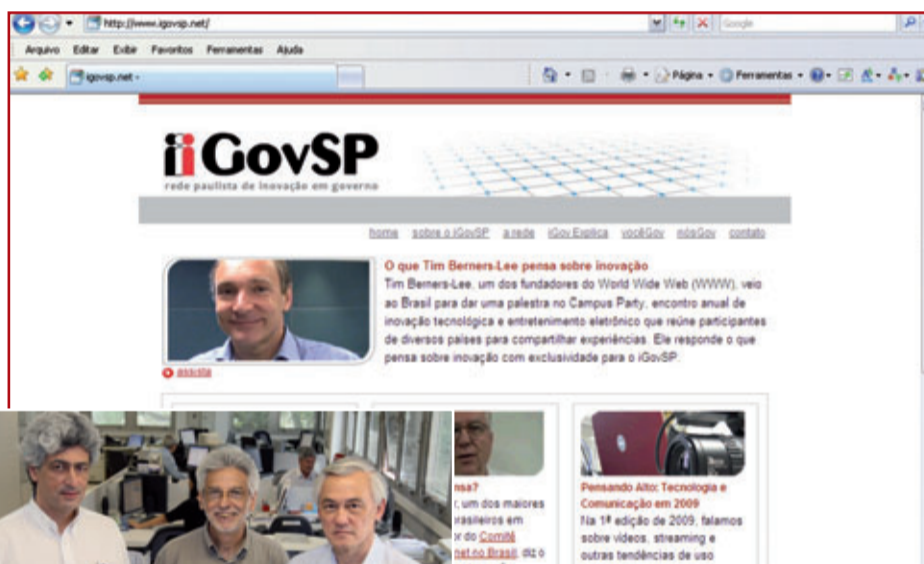 http://www.igovsp.net/
Google
Arquivo Editar Exibir Favoritos Ferramentas Ajuda
igovsp.net -
Página Ferramentas
iGovSP
rede paulista de inovação em governo
home sobre o iGovSP a rede iGov Explica vocêGov nósGov contato
O que Tim Berners-Lee pensa sobre inovação
Tim Berners-Lee, um dos fundadores do World Wide Web (WWW), veio
ao Brasil para dar uma palestra no Campus Party, encontro anual de
inovação tecnológica e entretenimento eletrônico que reúne participantes
de diversos países para compartilhar experiências. Ele responde o que
pensa sobre inovação com exclusividade para o iGovSP.
assista
nsa?
, um dos maiores
rasileiros em
or do Comitê
net no Brasil, diz o
Pensando Alto: Tecnologia e
Comunicação em 2009
Na 1ª edição de 2009, falamos
sobre vídeos, streaming e
outras tendências de uso